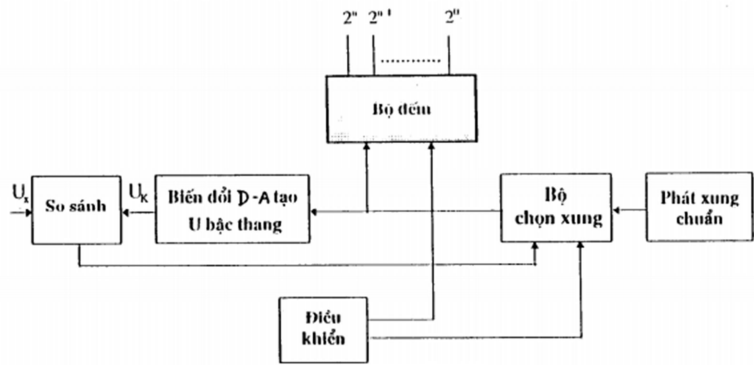 2ⁿ 2ⁿ⁻¹ 2⁰
Bộ đếm
Uₓ
So sánh
U_K
Biến đổi D-A tạo
U bậc thang
Bộ
chọn xung
Phát xung
chuẩn
Điều
khiển